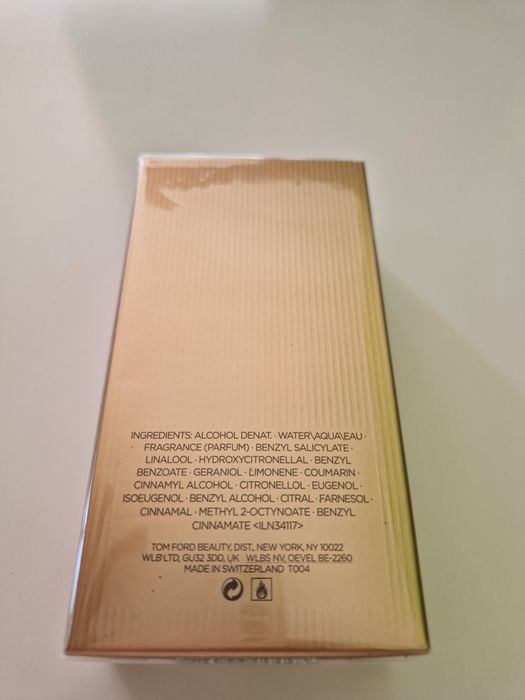 INGREDIENTS: ALCOHOL DENAT. · WATER\AQUA\EAU ·
· FRAGRANCE (PARFUM) · BENZYL SALICYLATE ·
LINALOOL · HYDROXYCITRONELLAL · BENZYL
BENZOATE · GERANIOL · LIMONENE · COUMARIN ·
CINNAMYL ALCOHOL · CITRONELLOL · EUGENOL ·
ISOEUGENOL · BENZYL ALCOHOL · CITRAL · FARNESOL ·
CINNAMAL · METHYL 2-OCTYNOATE · BENZYL
CINNAMATE <ILN34117>
TOM FORD BEAUTY, DIST., NEW YORK, NY 10022
WLB LTD, GU32 3DD, UK WLBS NV, OEVEL BE-2260
MADE IN SWITZERLAND T004